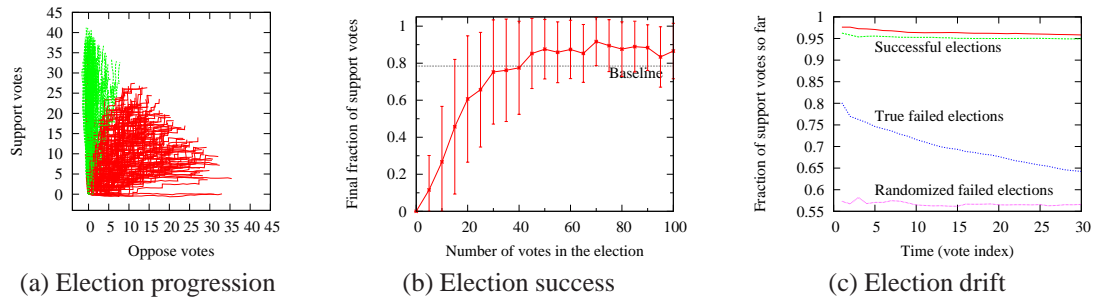 Support votes
45
40
35
30
25
20
15
10
5
0
0 5 10 15 20 25 30 35 40 45
Oppose votes
(a) Election progression
Final fraction of support votes
1
0.8
0.6
0.4
0.2
0
Baseline
0 20 40 60 80 100
Number of votes in the election
(b) Election success
Fraction of support votes so far
1
0.95
0.9
0.85
0.8
0.75
0.7
0.65
0.6
0.55
Successful elections
True failed elections
Randomized failed elections
0 5 10 15 20 25 30
Time (vote index)
(c) Election drift